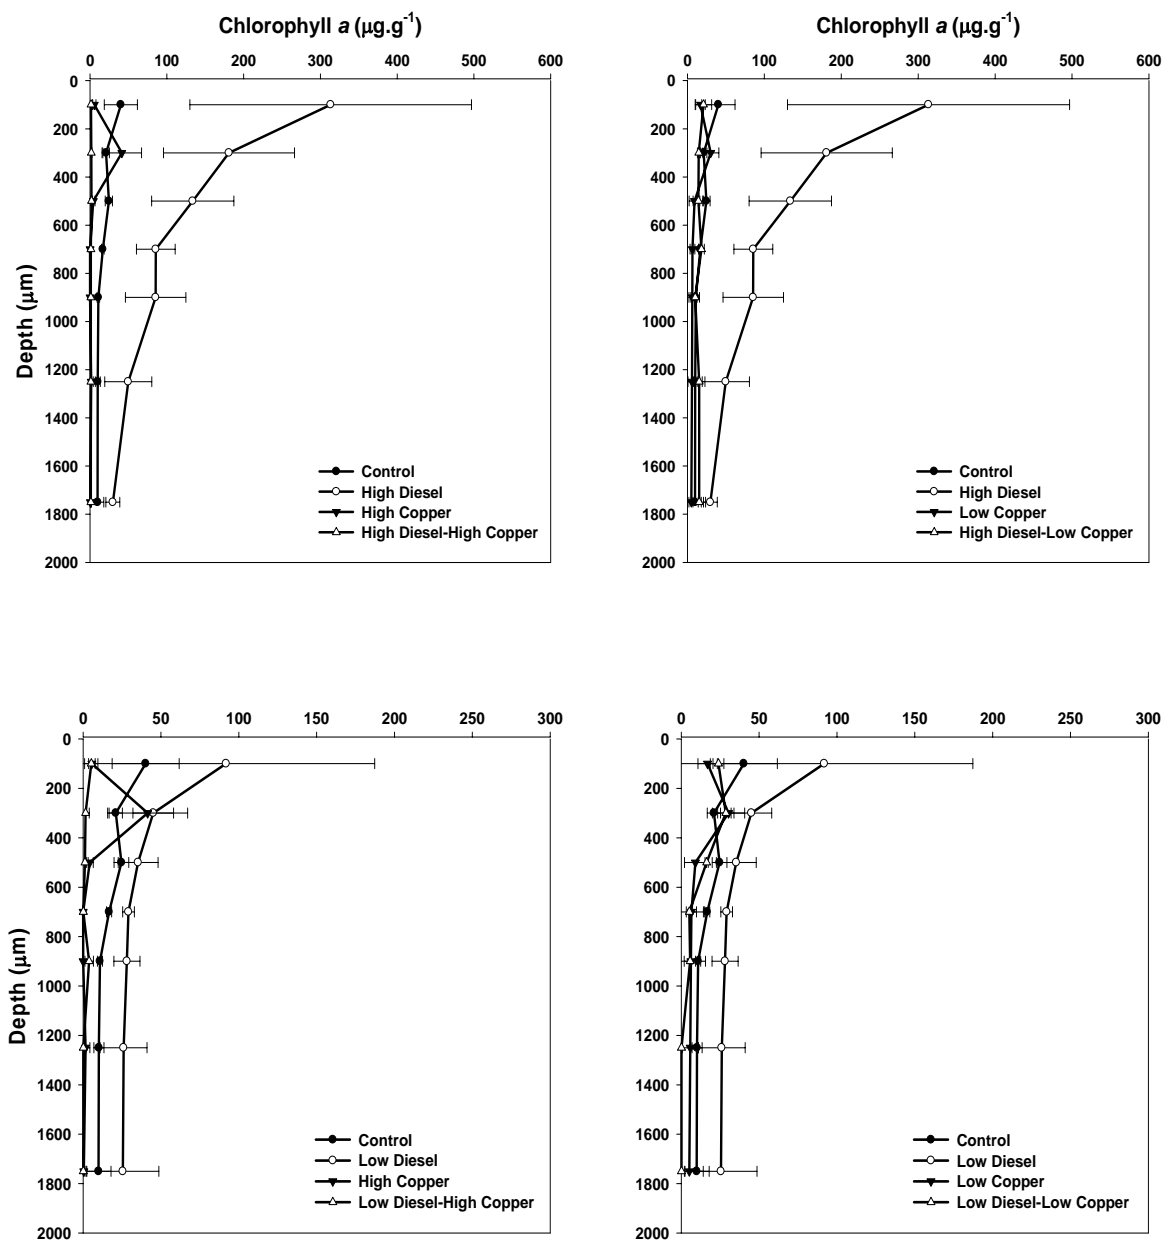 Chlorophyll a (μg.g-1)
0 100 200 300 400 500 600
0
200
400
600
800
1000
1200
1400
1600
1800
2000
Depth (μm)
Control
High Diesel
High Copper
High Diesel-High Copper
Chlorophyll a (μg.g-1)
0 100 200 300 400 500 600
0
200
400
600
800
1000
1200
1400
1600
1800
2000
Control
High Diesel
Low Copper
High Diesel-Low Copper
0 50 100 150 200 250 300
0
200
400
600
800
1000
1200
1400
1600
1800
2000
Depth (μm)
Control
Low Diesel
High Copper
Low Diesel-High Copper
0 50 100 150 200 250 300
0
200
400
600
800
1000
1200
1400
1600
1800
2000
Control
Low Diesel
Low Copper
Low Diesel-Low Copper